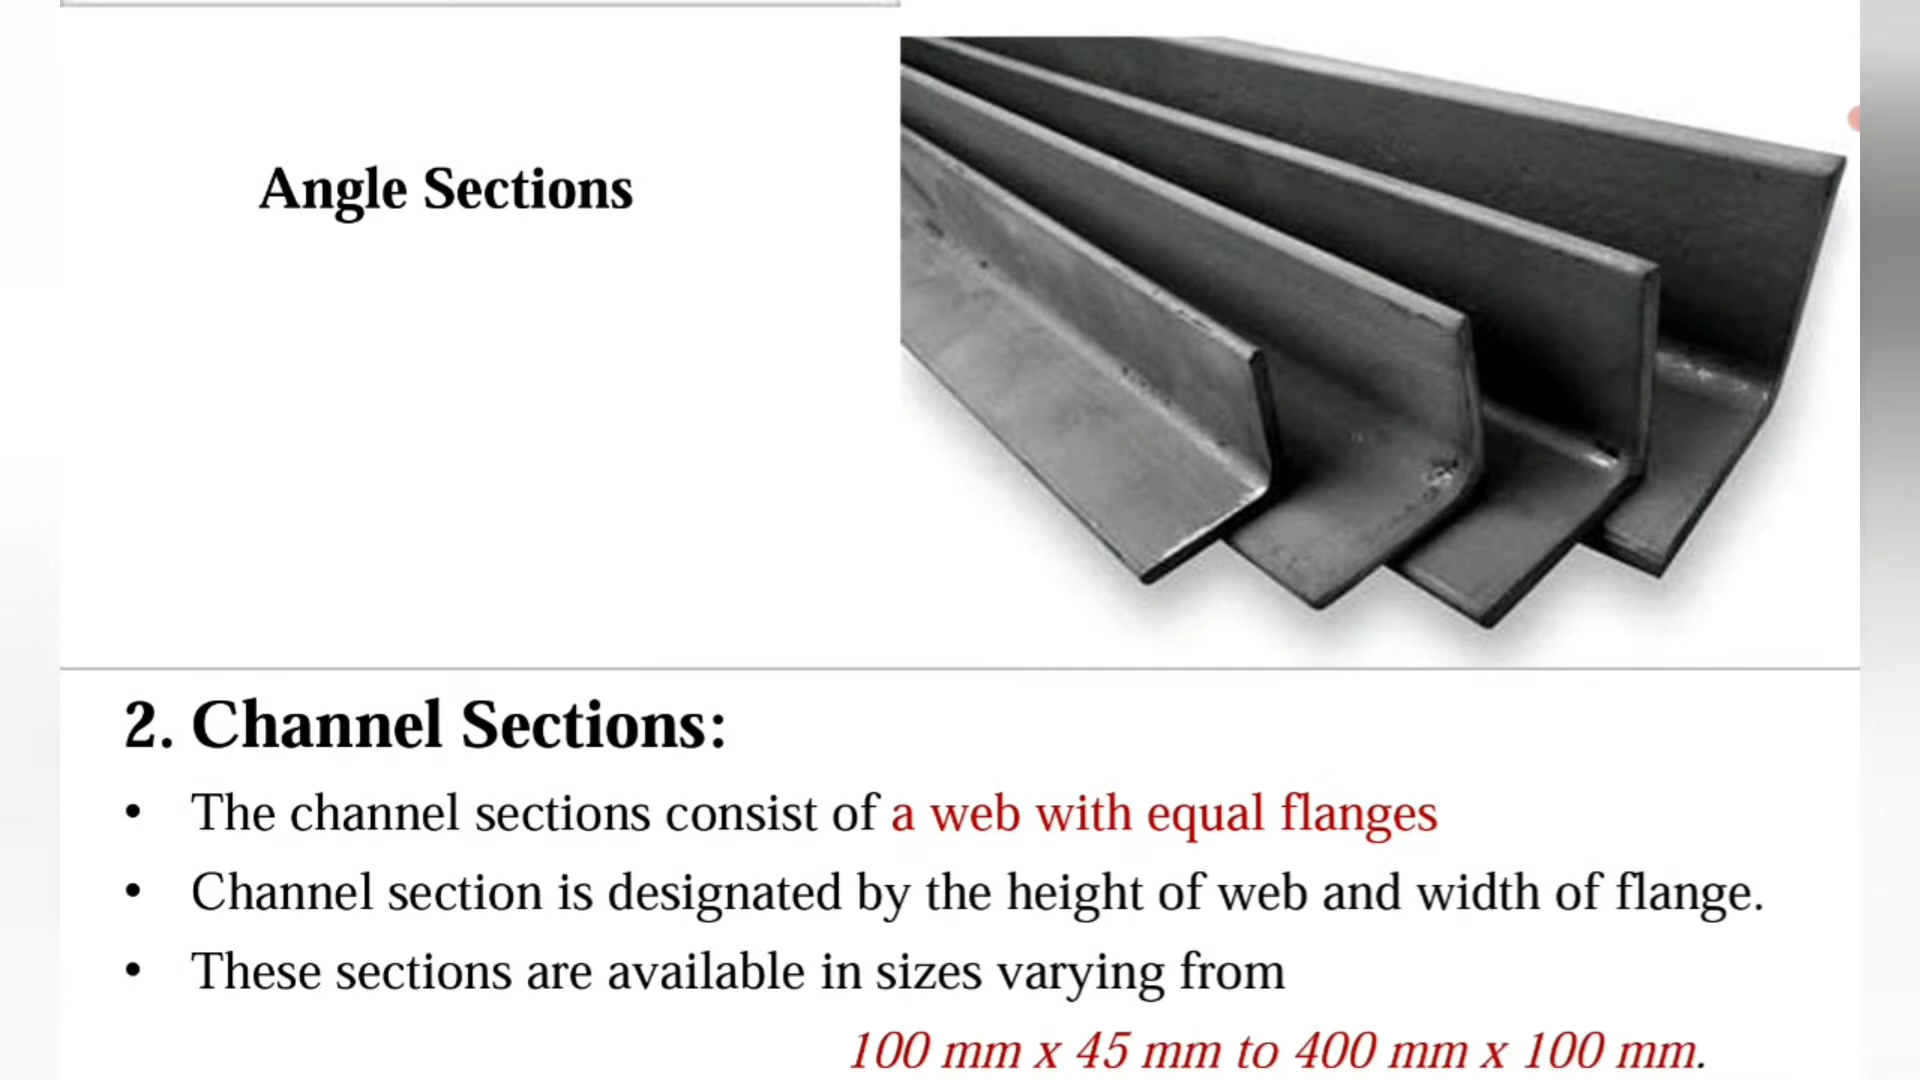 Angle Sections
2. Channel Sections:
• The channel sections consist of a web with equal flanges
• Channel section is designated by the height of web and width of flange.
• These sections are available in sizes varying from
100 mm x 45 mm to 400 mm x 100 mm.